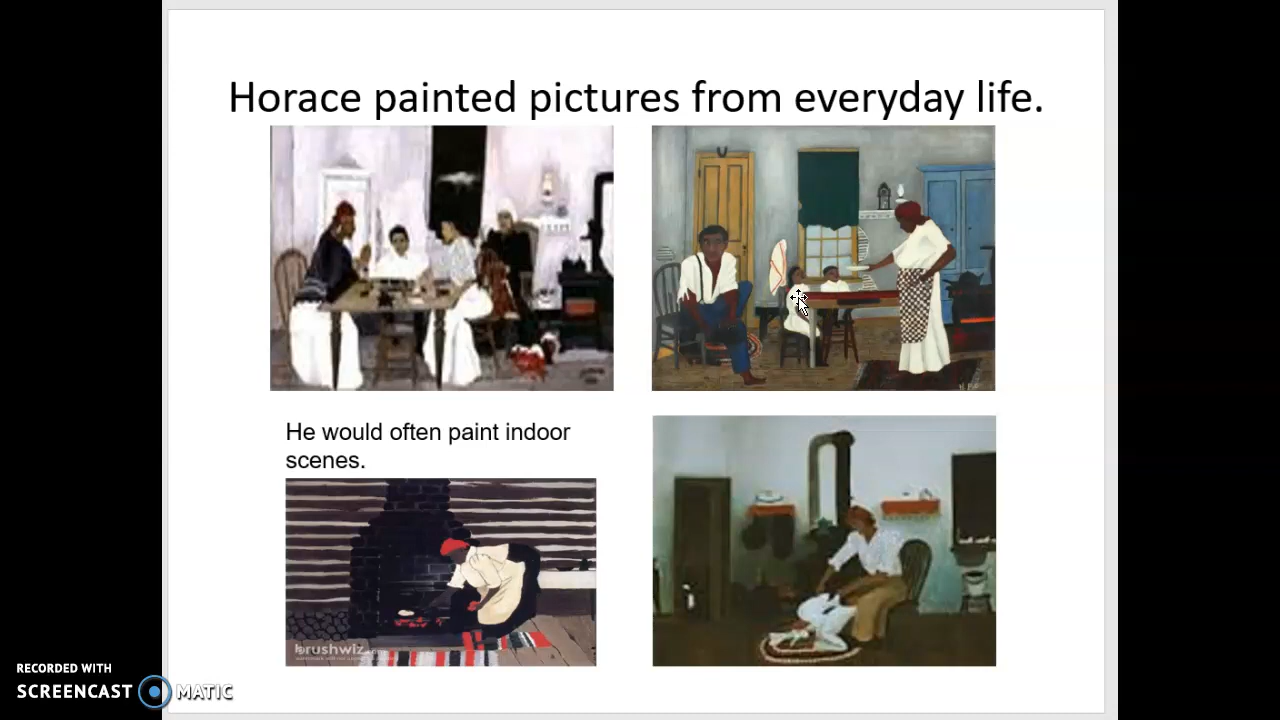 Horace painted pictures from everyday life.
He would often paint indoor
scenes.
brushwiz
RECORDED WITH
SCREENCAST MATIC